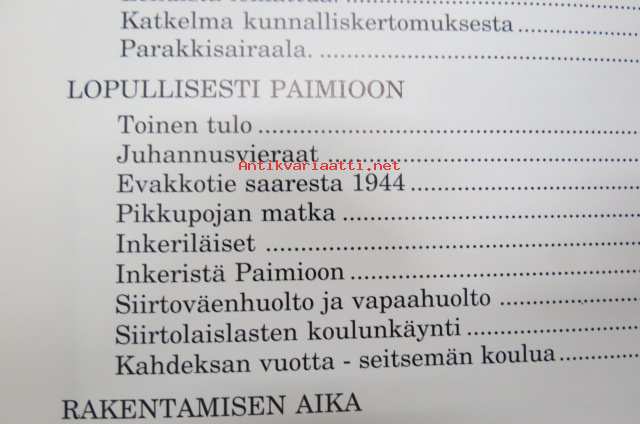 Katkelma kunnalliskertomuksesta
Parakkisairaala.
LOPULLISESTI PAIMIOON
Toinen tulo
Juhannusvieraat
Antikvariaatti.net
Evakkotie saaresta 1944
Pikkupojan matka
Inkeriläiset
Inkeristä Paimioon
Siirtoväenhuolto ja vapaahuolto
Siirtolaislasten koulunkäynti
Kahdeksan vuotta - seitsemän koulua
RAKENTAMISEN AIKA